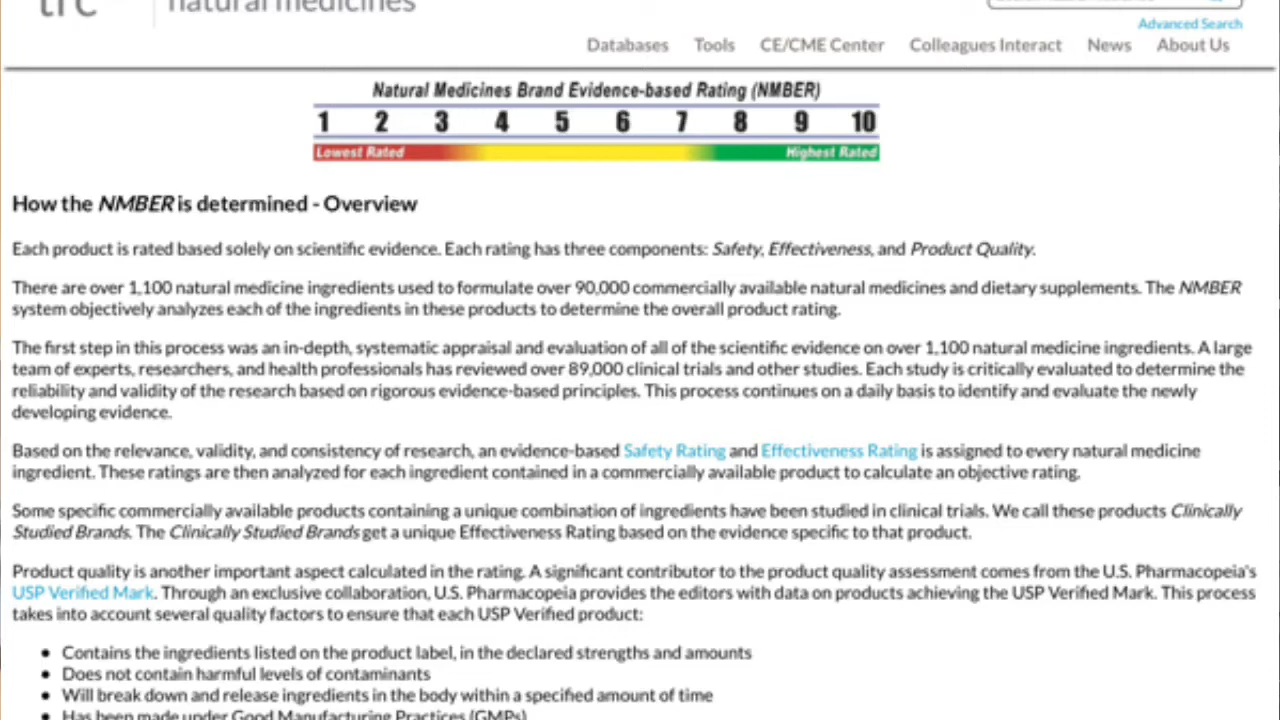 trc
natural medicines
Advanced Search
Databases Tools CE/CME Center Colleagues Interact News About Us
Natural Medicines Brand Evidence-based Rating (NMBER)
1 2 3 4 5 6 7 8 9 10
Lowest Rated Highest Rated
How the NMBER is determined - Overview
Each product is rated based solely on scientific evidence. Each rating has three components: Safety, Effectiveness, and Product Quality.
There are over 1,100 natural medicine ingredients used to formulate over 90,000 commercially available natural medicines and dietary supplements. The NMBER
system objectively analyzes each of the ingredients in these products to determine the overall product rating.
The first step in this process was an in-depth, systematic appraisal and evaluation of all of the scientific evidence on over 1,100 natural medicine ingredients. A large
team of experts, researchers, and health professionals has reviewed over 89,000 clinical trials and other studies. Each study is critically evaluated to determine the
reliability and validity of the research based on rigorous evidence-based principles. This process continues on a daily basis to identify and evaluate the newly
developing evidence.
Based on the relevance, validity, and consistency of research, an evidence-based Safety Rating and Effectiveness Rating is assigned to every natural medicine
ingredient. These ratings are then analyzed for each ingredient contained in a commercially available product to calculate an objective rating.
Some specific commercially available products containing a unique combination of ingredients have been studied in clinical trials. We call these products Clinically
Studied Brands. The Clinically Studied Brands get a unique Effectiveness Rating based on the evidence specific to that product.
Product quality is another important aspect calculated in the rating. A significant contributor to the product quality assessment comes from the U.S. Pharmacopeia's
USP Verified Mark. Through an exclusive collaboration, U.S. Pharmacopeia provides the editors with data on products achieving the USP Verified Mark. This process
takes into account several quality factors to ensure that each USP Verified product:
• Contains the ingredients listed on the product label, in the declared strengths and amounts
• Does not contain harmful levels of contaminants
• Will break down and release ingredients in the body within a specified amount of time
• Has been made under Good Manufacturing Practices (GMPs)